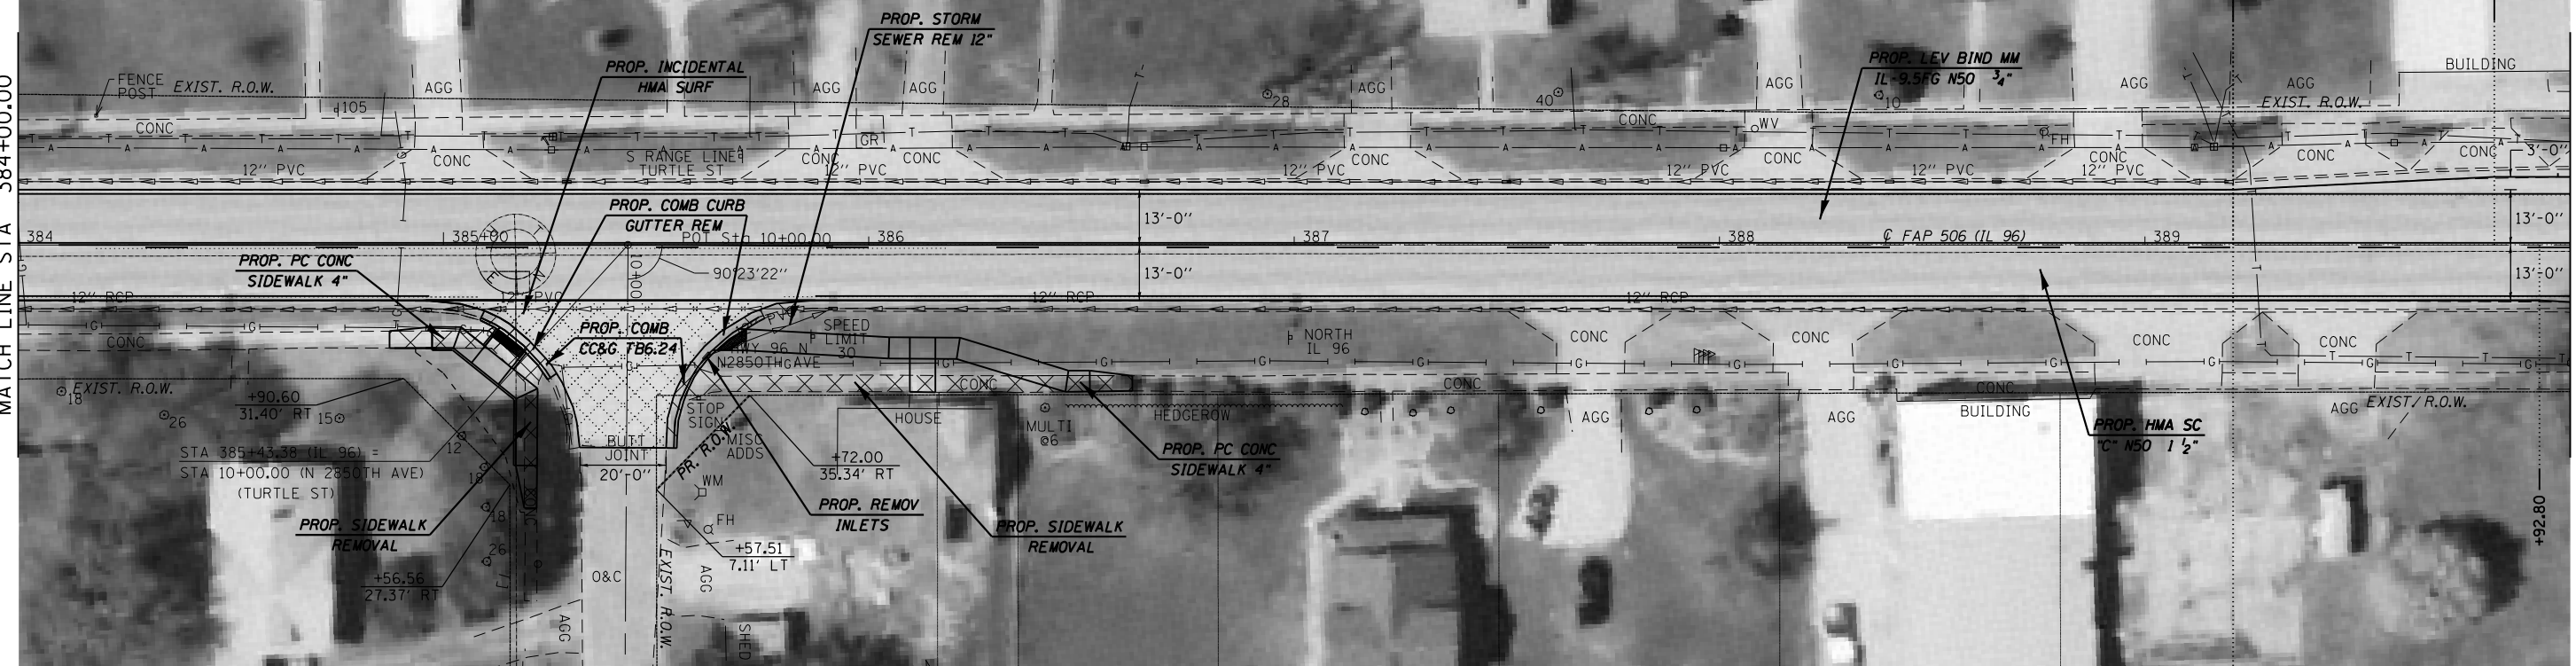 MATCH LINE STA 384+00.00
PROP. STORM
SEWER REM 12"
PROP. INCIDENTAL
HMA SURF
PROP. LEV BIND MM
IL-9.5FG N50 3/4"
FENCE
POST
EXIST. R.O.W.
105
AGG
AGG
AGG
28
AGG
40
AGG
10
AGG
AGG
EXIST. R.O.W.
BUILDING
CONC
CONC
S RANGE LINE
TURTLE ST
CONC
GR
CONC
CONC
CONC
WV
CONC
FH
CONC
CONC
CONC
3'-0"
12" PVC
12" PVC
12" PVC
12" PVC
12" PVC
12" PVC
PROP. COMB CURB
GUTTER REM
13'-0"
13'-0"
384
385+00
POT Sta 10+00.00
386
387
388
℄ FAP 506 (IL 96)
389
PROP. PC CONC
SIDEWALK 4"
10+00
90°23'22"
13'-0"
13'-0"
12" RCP
12" PVC
12" RCP
12" RCP
PVC
PROP. COMB
CC&G TB6.24
SPEED
LIMIT
30
HWY 96 N
N2850TH AVE
NORTH
IL 96
CONC
CONC
CONC
CONC
CONC
CONC
CONC
CONC
18
EXIST. R.O.W.
26
+90.60
31.40' RT
15
12
STOP
SIGN
MISC
ADDS
PR. R.O.W.
HOUSE
MULTI
@6
HEDGEROW
AGG
AGG
BUILDING
AGG
EXIST. R.O.W.
STA 385+43.38 (IL 96) =
STA 10+00.00 (N 2850TH AVE)
(TURTLE ST)
18
18
26
BUTT
JOINT
20'-0"
+72.00
35.34' RT
PROP. PC CONC
SIDEWALK 4"
PROP. HMA SC
"C" N50 1 1/2"
WM
FH
PROP. REMOV
INLETS
PROP. SIDEWALK
REMOVAL
PROP. SIDEWALK
REMOVAL
CONC
+56.56
27.37' RT
+57.51
7.11' LT
O&C
EXIST. R.O.W.
AGG
AGG
SHED
+92.80